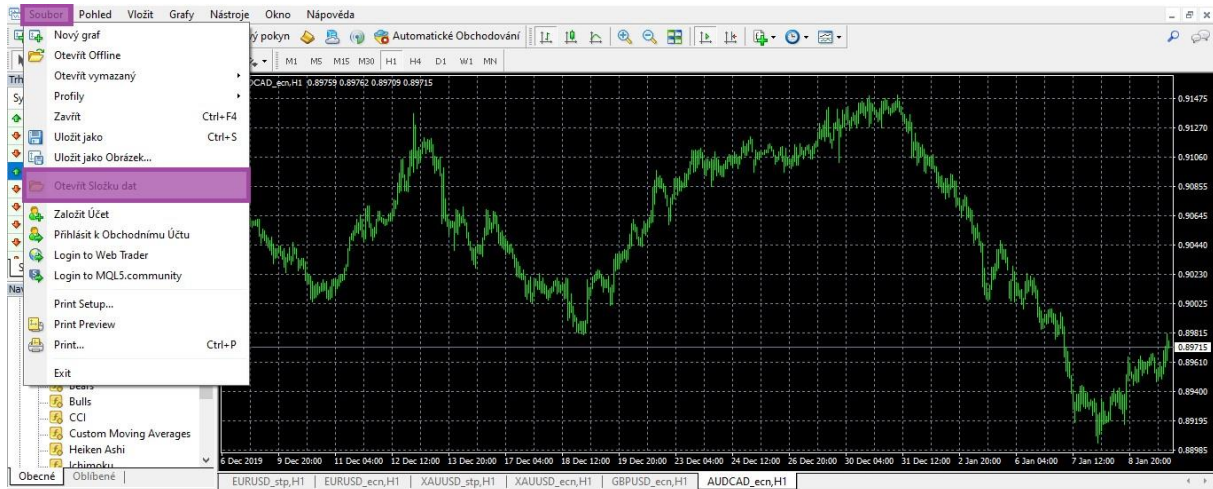 Soubor Pohled Vložit Grafy Nástroje Okno Nápověda
Nový graf
Otevřít Offline
Otevřít vymazaný
Profily
Zavřít Ctrl+F4
Uložit jako Ctrl+S
Uložit jako Obrázek...
Otevřít Složku dat
Založit Účet
Přihlásit k Obchodnímu Účtu
Login to Web Trader
Login to MQL5.community
Print Setup...
Print Preview
Print... Ctrl+P
Exit
pokyn Automatické Obchodování
M1 M5 M15 M30 H1 H4 D1 W1 MN
Trh
Sy
S
Nav
Bears
Bulls
CCI
Custom Moving Averages
Heiken Ashi
Ichimoku
Obecné Oblíbené
DCAD_ecn,H1 0.89759 0.89762 0.89709 0.89715
0.91475
0.91270
0.91060
0.90855
0.90645
0.90440
0.90230
0.90025
0.89815
0.89715
0.89610
0.89400
0.89195
0.88985
6 Dec 2019 9 Dec 20:00 11 Dec 04:00 12 Dec 12:00 13 Dec 20:00 17 Dec 04:00 18 Dec 12:00 19 Dec 20:00 23 Dec 04:00 24 Dec 12:00 26 Dec 20:00 30 Dec 04:00 31 Dec 12:00 2 Jan 20:00 6 Jan 04:00 7 Jan 12:00 8 Jan 20:00
EURUSD_stp,H1 EURUSD_ecn,H1 XAUUSD_stp,H1 XAUUSD_ecn,H1 GBPUSD_ecn,H1 AUDCAD_ecn,H1